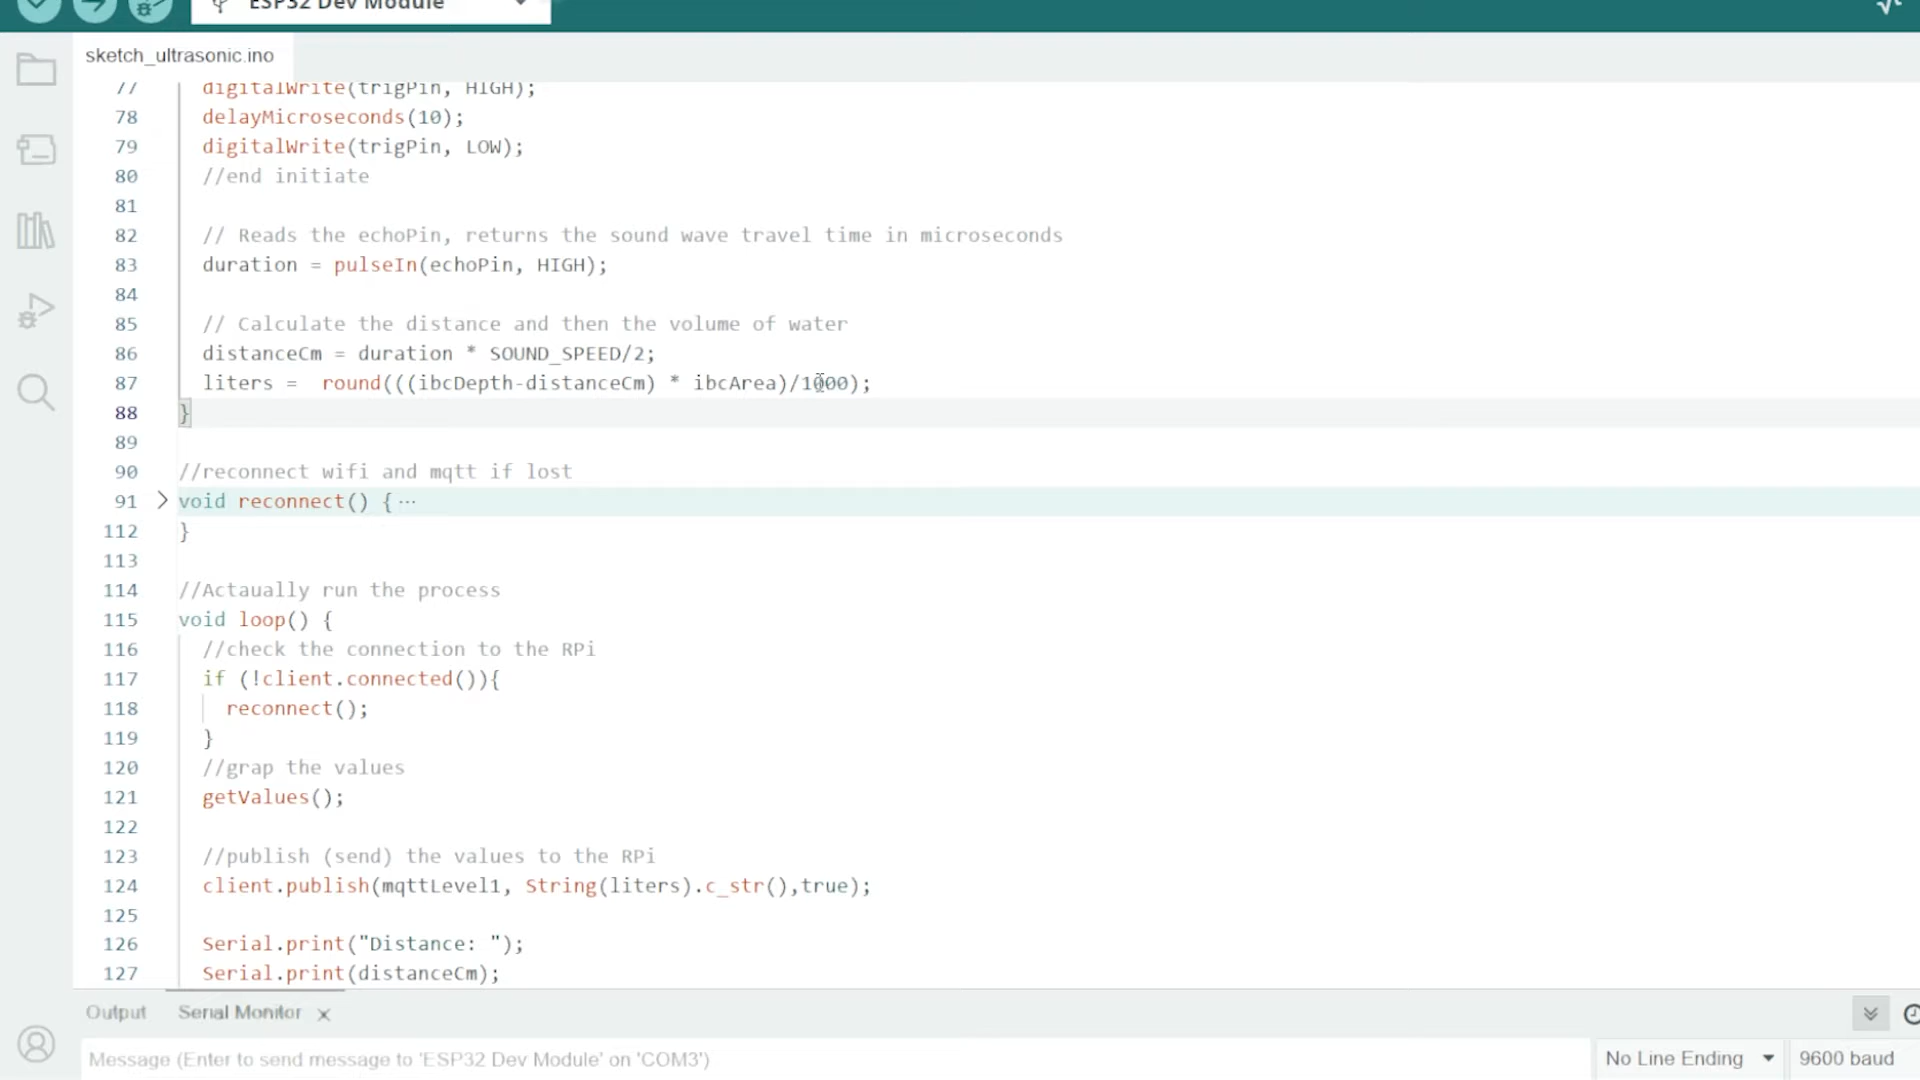 ESP32 Dev Module
sketch_ultrasonic.ino
77 digitalWrite(trigPin, HIGH);
78 delayMicroseconds(10);
79 digitalWrite(trigPin, LOW);
80 //end initiate
81
82 // Reads the echoPin, returns the sound wave travel time in microseconds
83 duration = pulseIn(echoPin, HIGH);
84
85 // Calculate the distance and then the volume of water
86 distanceCm = duration * SOUND_SPEED/2;
87 liters =  round(((ibcDepth-distanceCm) * ibcArea)/1000);
88 }
89
90 //reconnect wifi and mqtt if lost
91 void reconnect() { ···
112 }
113
114 //Actaually run the process
115 void loop() {
116 //check the connection to the RPi
117 if (!client.connected()){
118 reconnect();
119 }
120 //grap the values
121 getValues();
122
123 //publish (send) the values to the RPi
124 client.publish(mqttLevel1, String(liters).c_str(),true);
125
126 Serial.print("Distance: ");
127 Serial.print(distanceCm);
Output Serial Monitor
Message (Enter to send message to 'ESP32 Dev Module' on 'COM3') No Line Ending 9600 baud